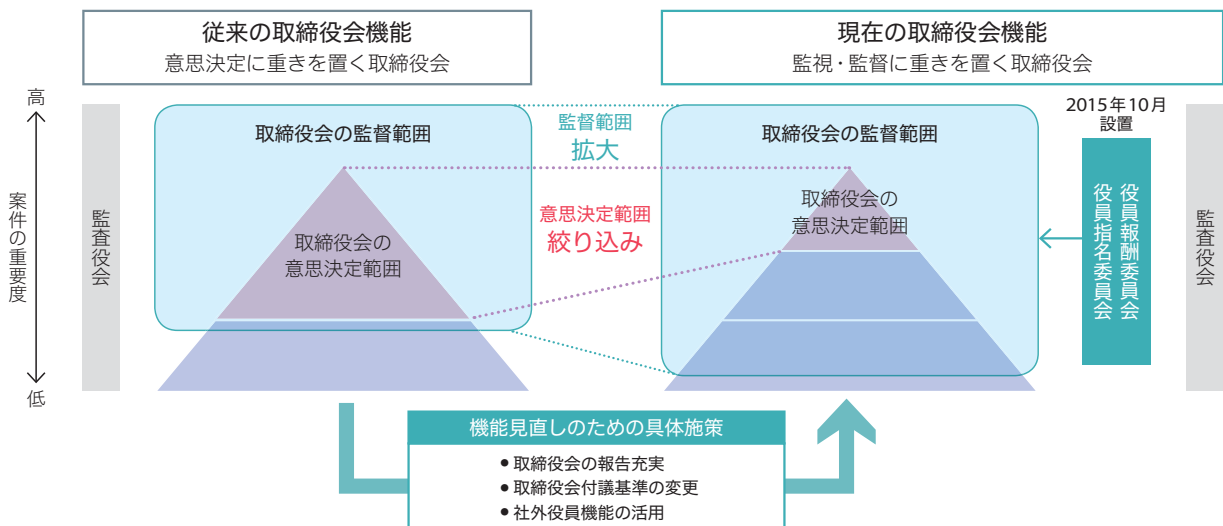 従来の取締役会機能
意思決定に重きを置く取締役会
現在の取締役会機能
監視・監督に重きを置く取締役会
高
案件の重要度
低
監査役会
取締役会の監督範囲
取締役会の
意思決定範囲
監督範囲
拡大
意思決定範囲
絞り込み
取締役会の監督範囲
取締役会の
意思決定範囲
2015年10月
設置
役員報酬委員会
役員指名委員会
監査役会
機能見直しのための具体施策
● 取締役会の報告充実
● 取締役会付議基準の変更
● 社外役員機能の活用